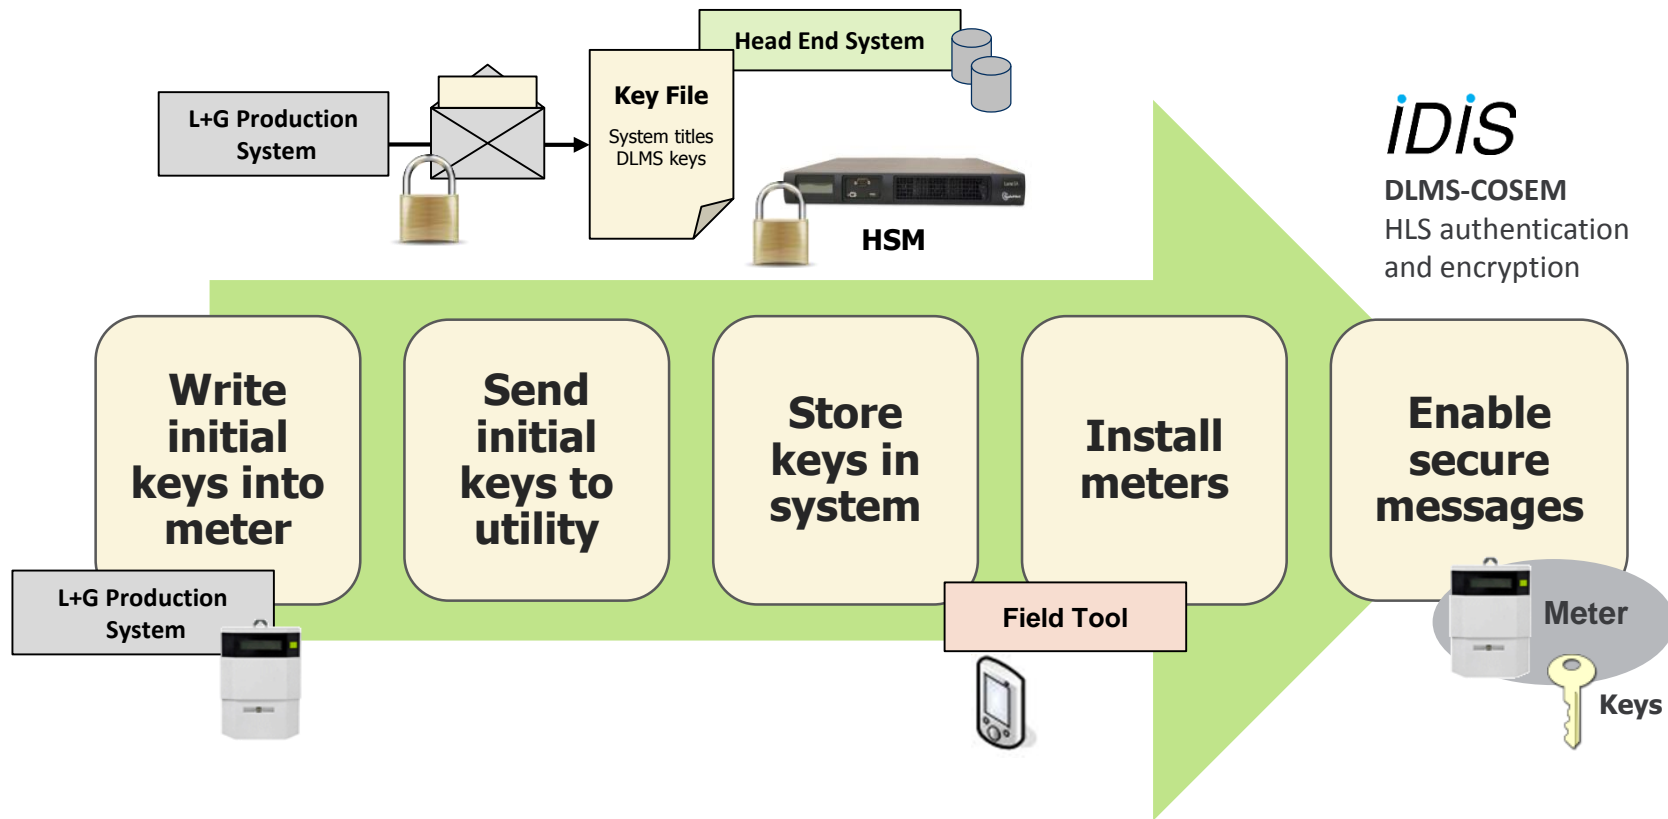 Head End System
Key File
System titles
DLMS keys
L+G Production
System
HSM
iDiS
DLMS-COSEM
HLS authentication
and encryption
Write
initial
keys into
meter
Send
initial
keys to
utility
Store
keys in
system
Install
meters
Enable
secure
messages
L+G Production
System
Field Tool
Meter
Keys